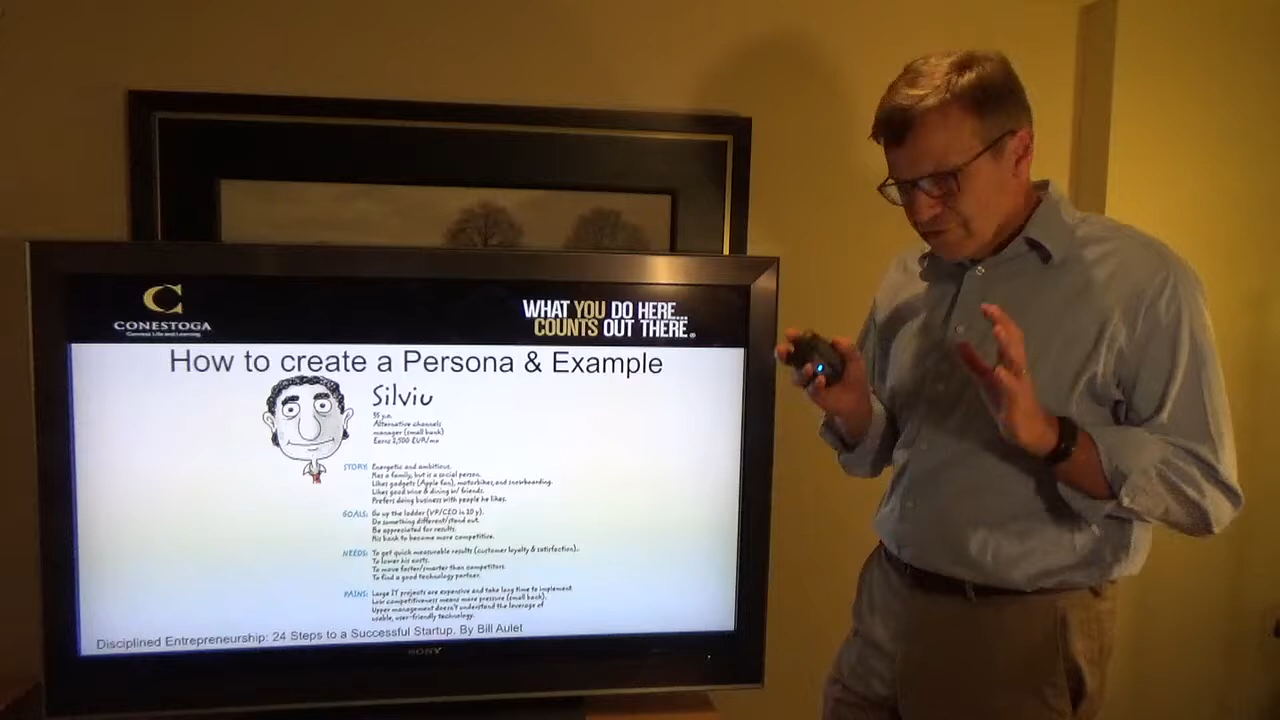 CONESTOGA
Connect Life and Learning
WHAT YOU DO HERE...
COUNTS OUT THERE®
How to create a Persona & Example
Silviu
35 y.o.
Alternative channels
manager (small bank)
Earns 2,500 EUR/mo
STORY: Energetic and ambitious.
Has a family, but is a social person.
Likes gadgets (Apple fan), motorbikes, and snowboarding.
Likes good wine & dining w/ friends.
Prefers doing business with people he likes.
GOALS: Go up the ladder (VP/CEO in 10 y).
Do something different/stand out.
Be appreciated for results.
His bank to become more competitive.
NEEDS: To get quick measurable results (customer loyalty & satisfaction).
To lower his costs.
To move faster/smarter than competitors.
To find a good technology partner.
PAINS: Large IT projects are expensive and take long time to implement.
Low competitiveness means more pressure (small bank).
Upper management doesn't understand the leverage of
usable, user-friendly technology.
Disciplined Entrepreneurship: 24 Steps to a Successful Startup. By Bill Aulet
SONY